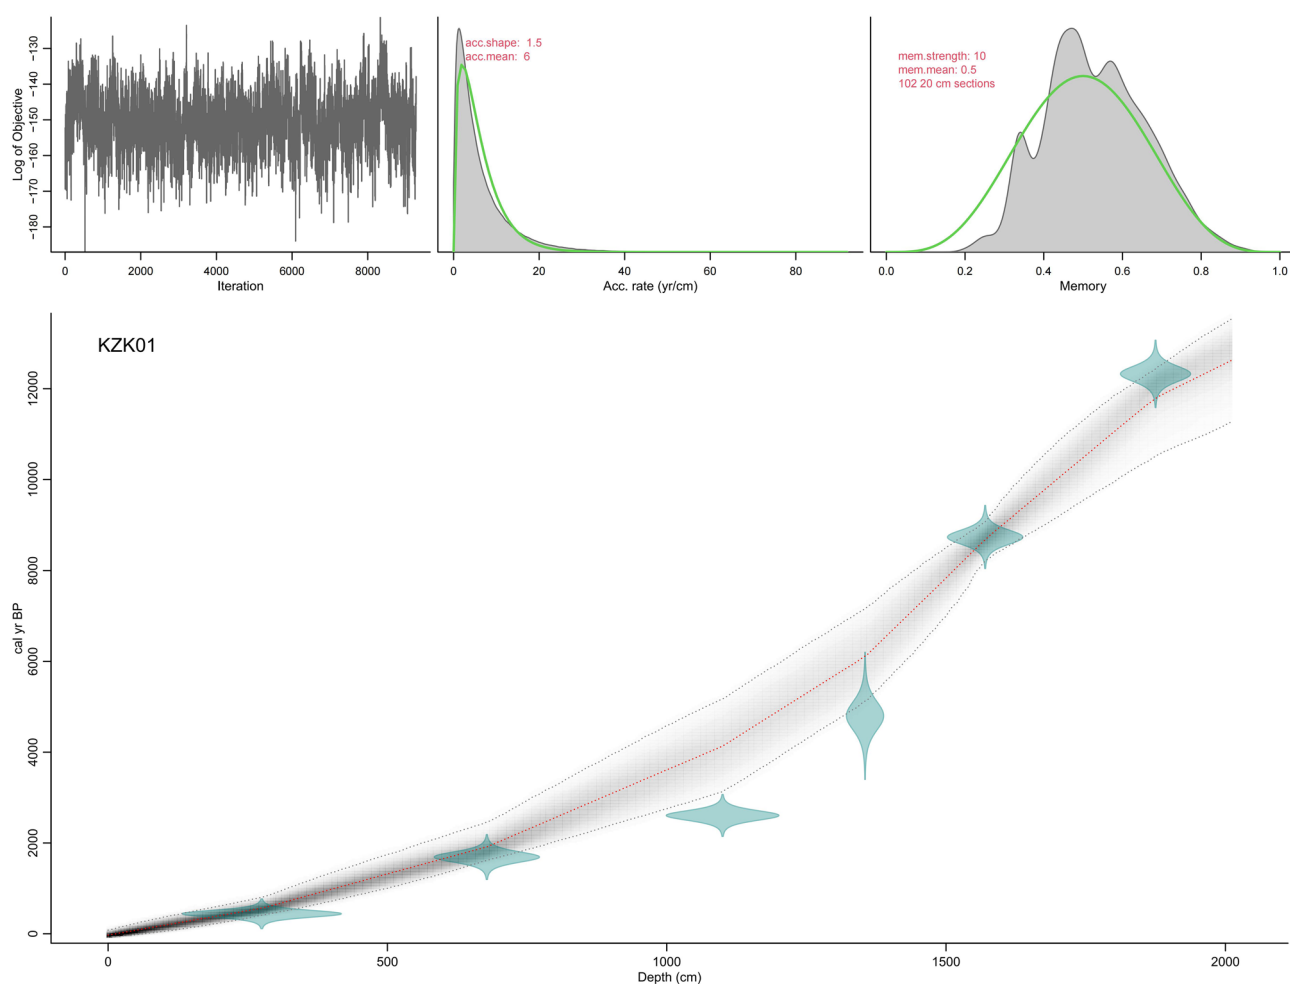 Log of Objective
-130
-140
-150
-160
-170
-180
0 2000 4000 6000 8000
Iteration
acc.shape: 1.5
acc.mean: 6
0 20 40 60 80
Acc. rate (yr/cm)
mem.strength: 10
mem.mean: 0.5
102 20 cm sections
0.0 0.2 0.4 0.6 0.8 1.0
Memory
KZK01
cal yr BP
12000
10000
8000
6000
4000
2000
0
0 500 1000 1500 2000
Depth (cm)